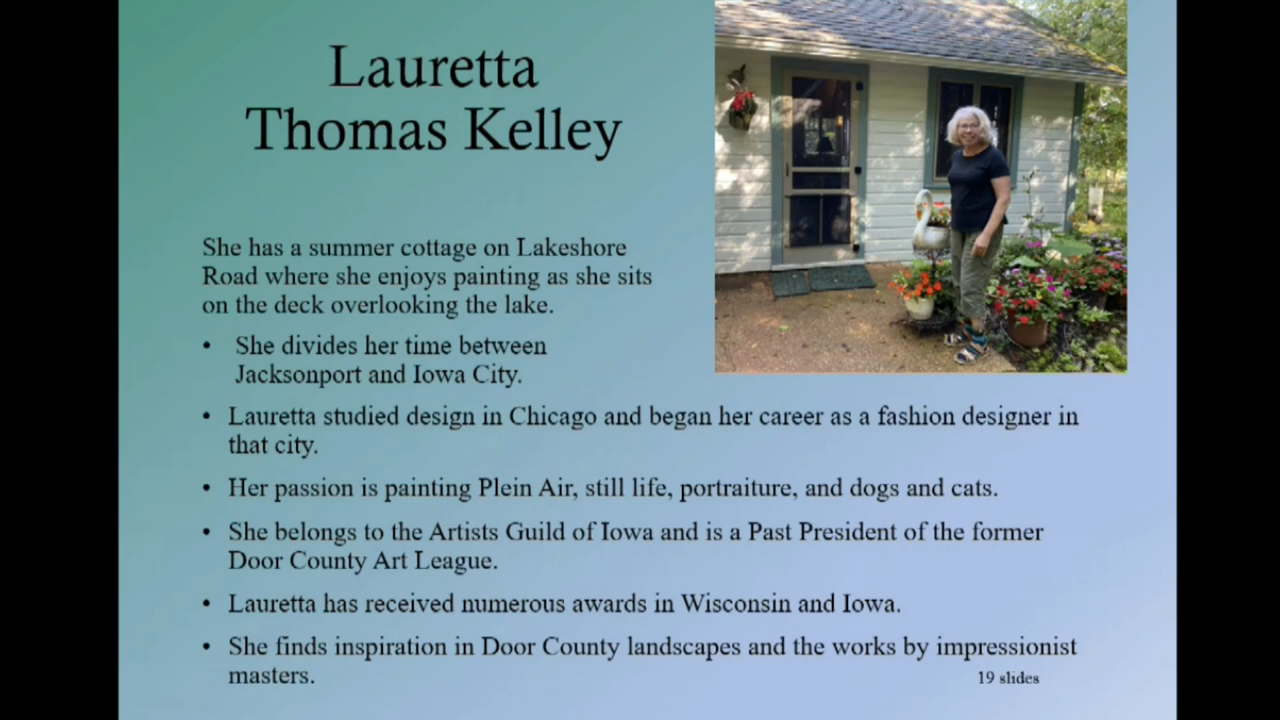 Lauretta
Thomas Kelley
She has a summer cottage on Lakeshore
Road where she enjoys painting as she sits
on the deck overlooking the lake.
• She divides her time between
Jacksonport and Iowa City.
• Lauretta studied design in Chicago and began her career as a fashion designer in
that city.
• Her passion is painting Plein Air, still life, portraiture, and dogs and cats.
• She belongs to the Artists Guild of Iowa and is a Past President of the former
Door County Art League.
• Lauretta has received numerous awards in Wisconsin and Iowa.
• She finds inspiration in Door County landscapes and the works by impressionist
masters.
19 slides